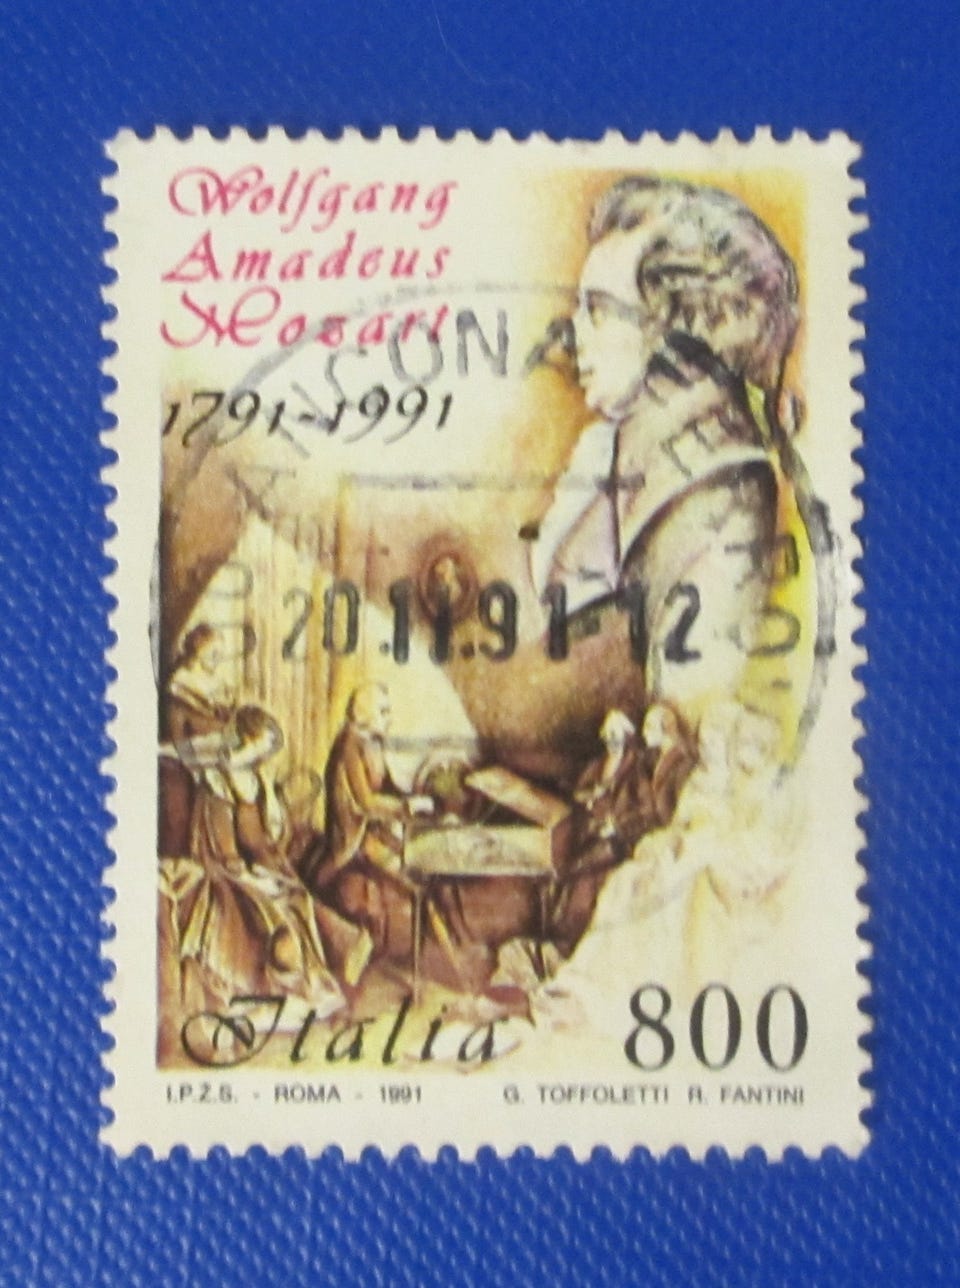 Wolfgang
Amadeus
Mozart
1791-1991
20.11.91 12
Italia 800
I.P.Z.S. - ROMA - 1991 G. TOFFOLETTI R. FANTINI